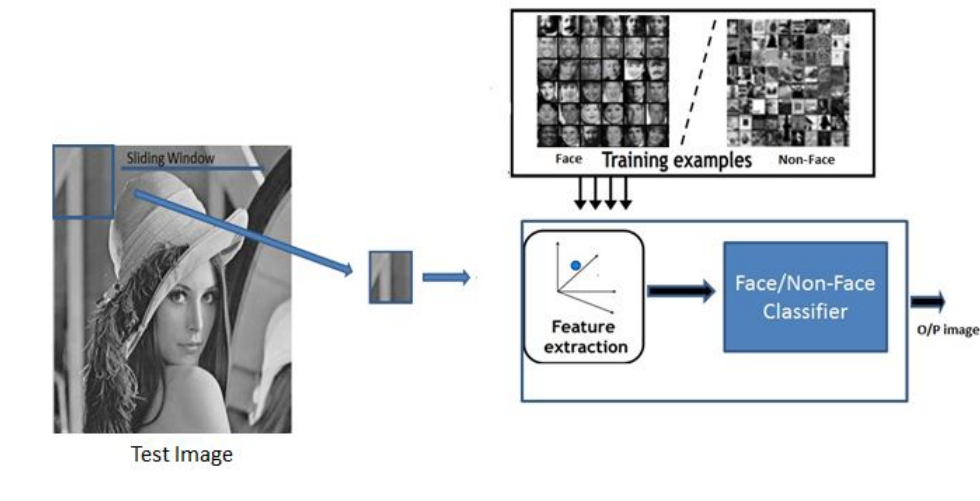 Face Training examples Non-Face
Sliding Window
Face/Non-Face
Classifier
Feature
extraction
O/P image
Test Image